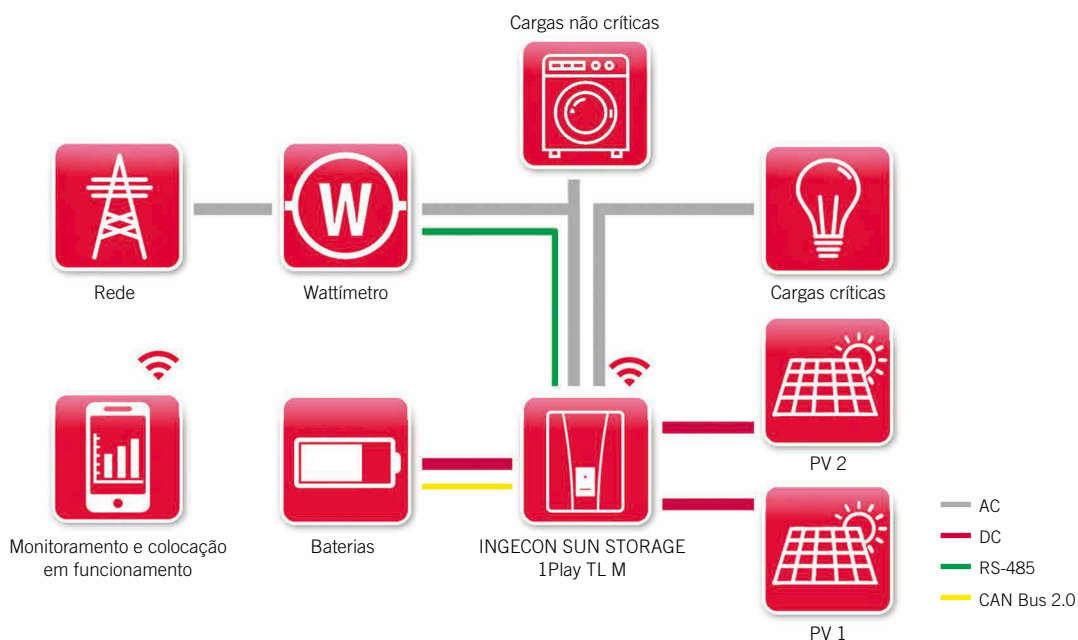 Cargas não críticas
W
Rede
Wattímetro
Cargas críticas
PV 2
Monitoramento e colocação
em funcionamento
Baterias
INGECON SUN STORAGE
1Play TL M
PV 1
AC
DC
RS-485
CAN Bus 2.0